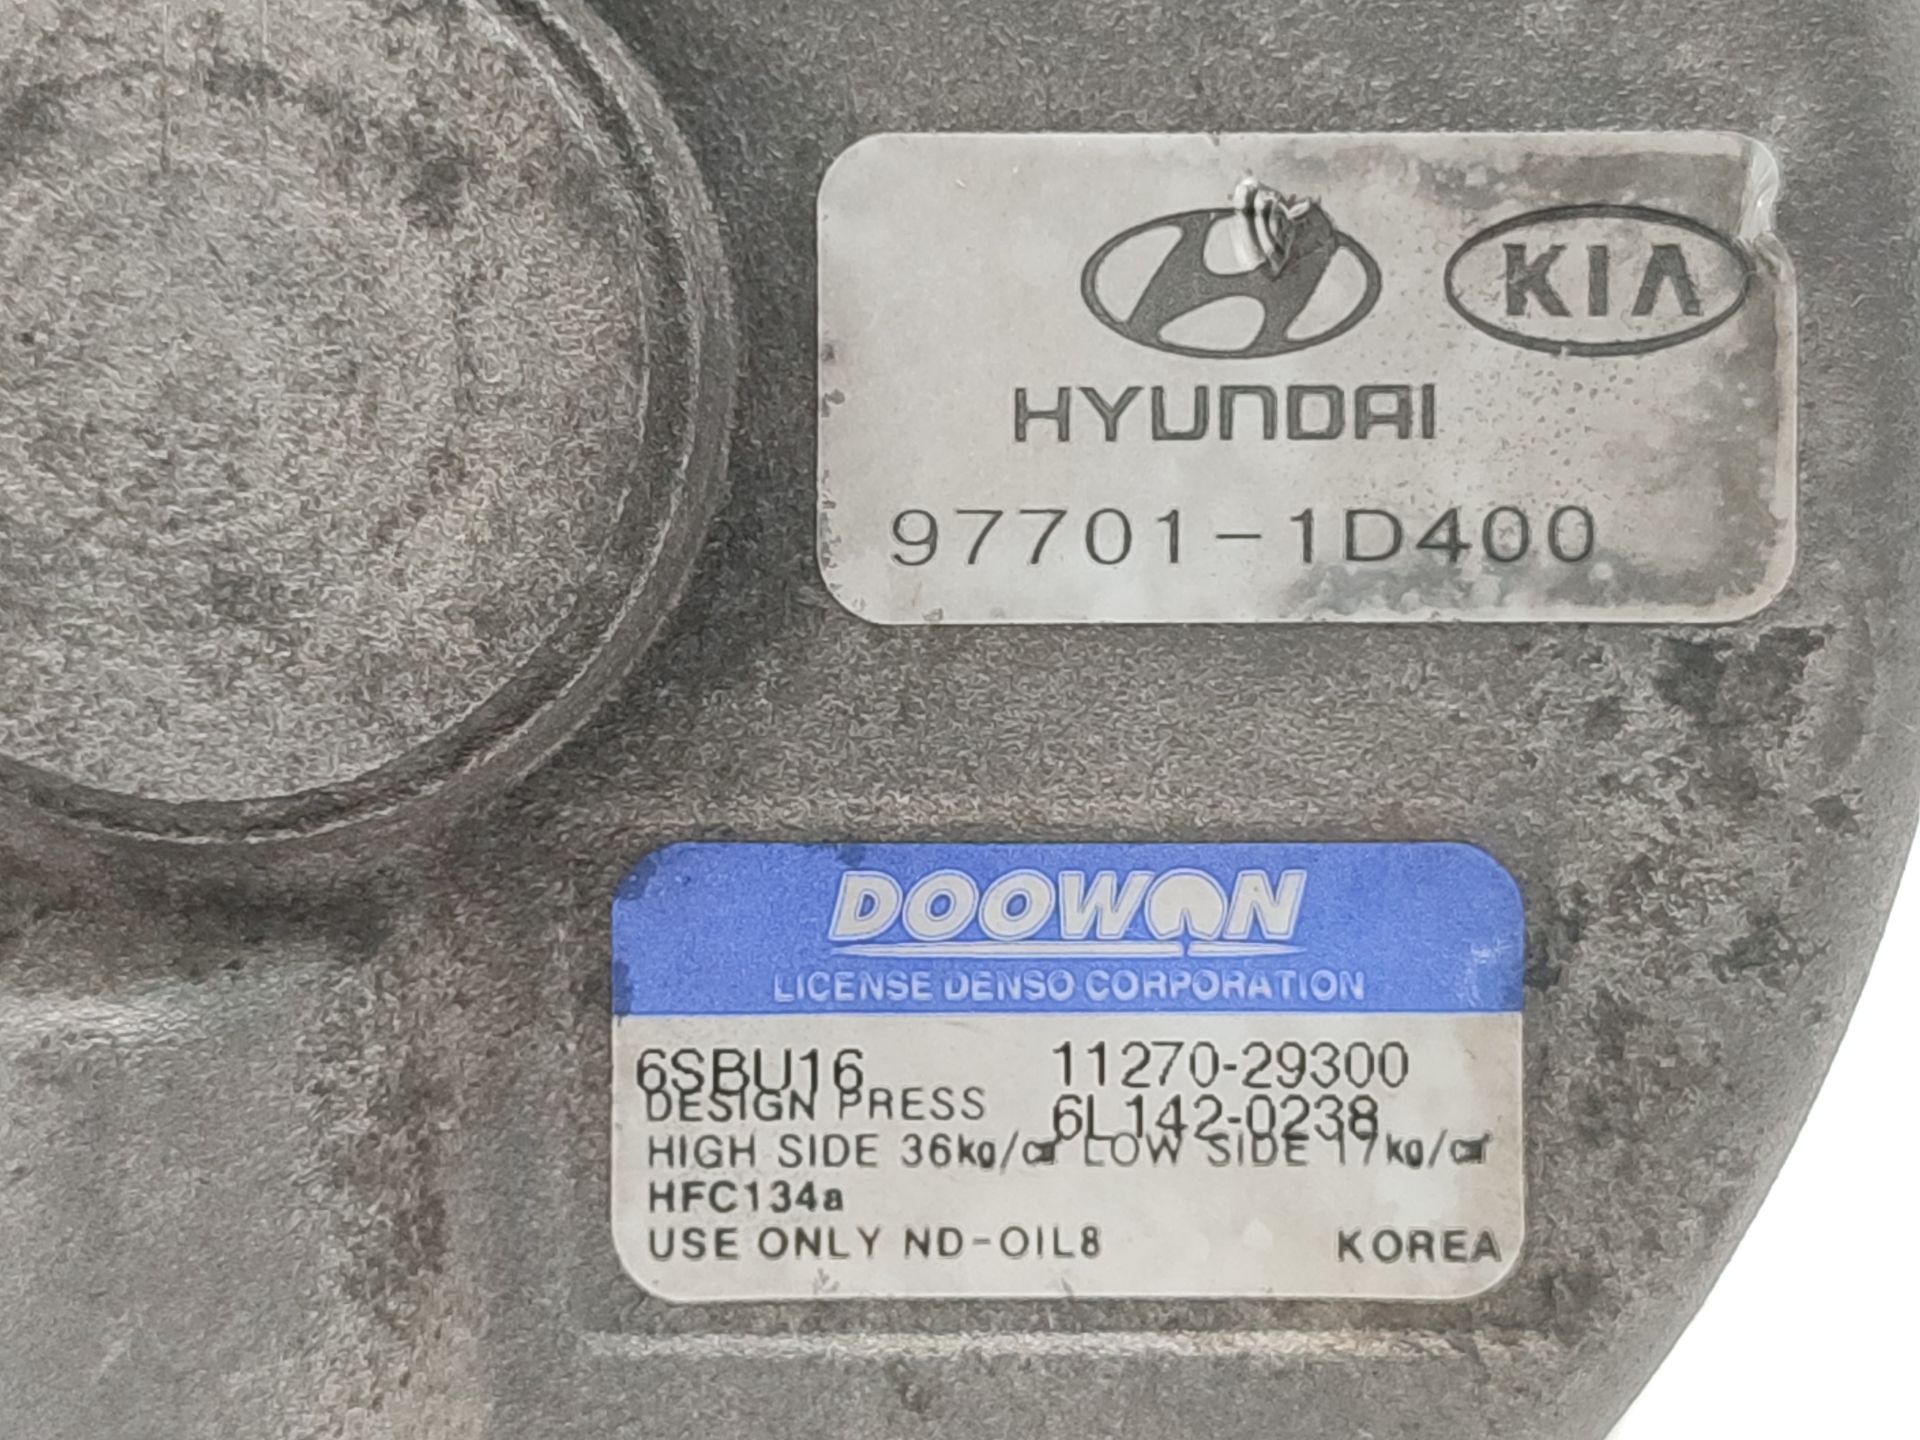 KIA
HYUNDAI
97701-1D400
DOOWON
LICENSE DENSO CORPORATION
6SBU16 11270-29300
DESIGN PRESS 6L142-0238
HIGH SIDE 36kg/㎠ LOW SIDE 17kg/㎠
HFC134a
USE ONLY ND-OIL8 KOREA